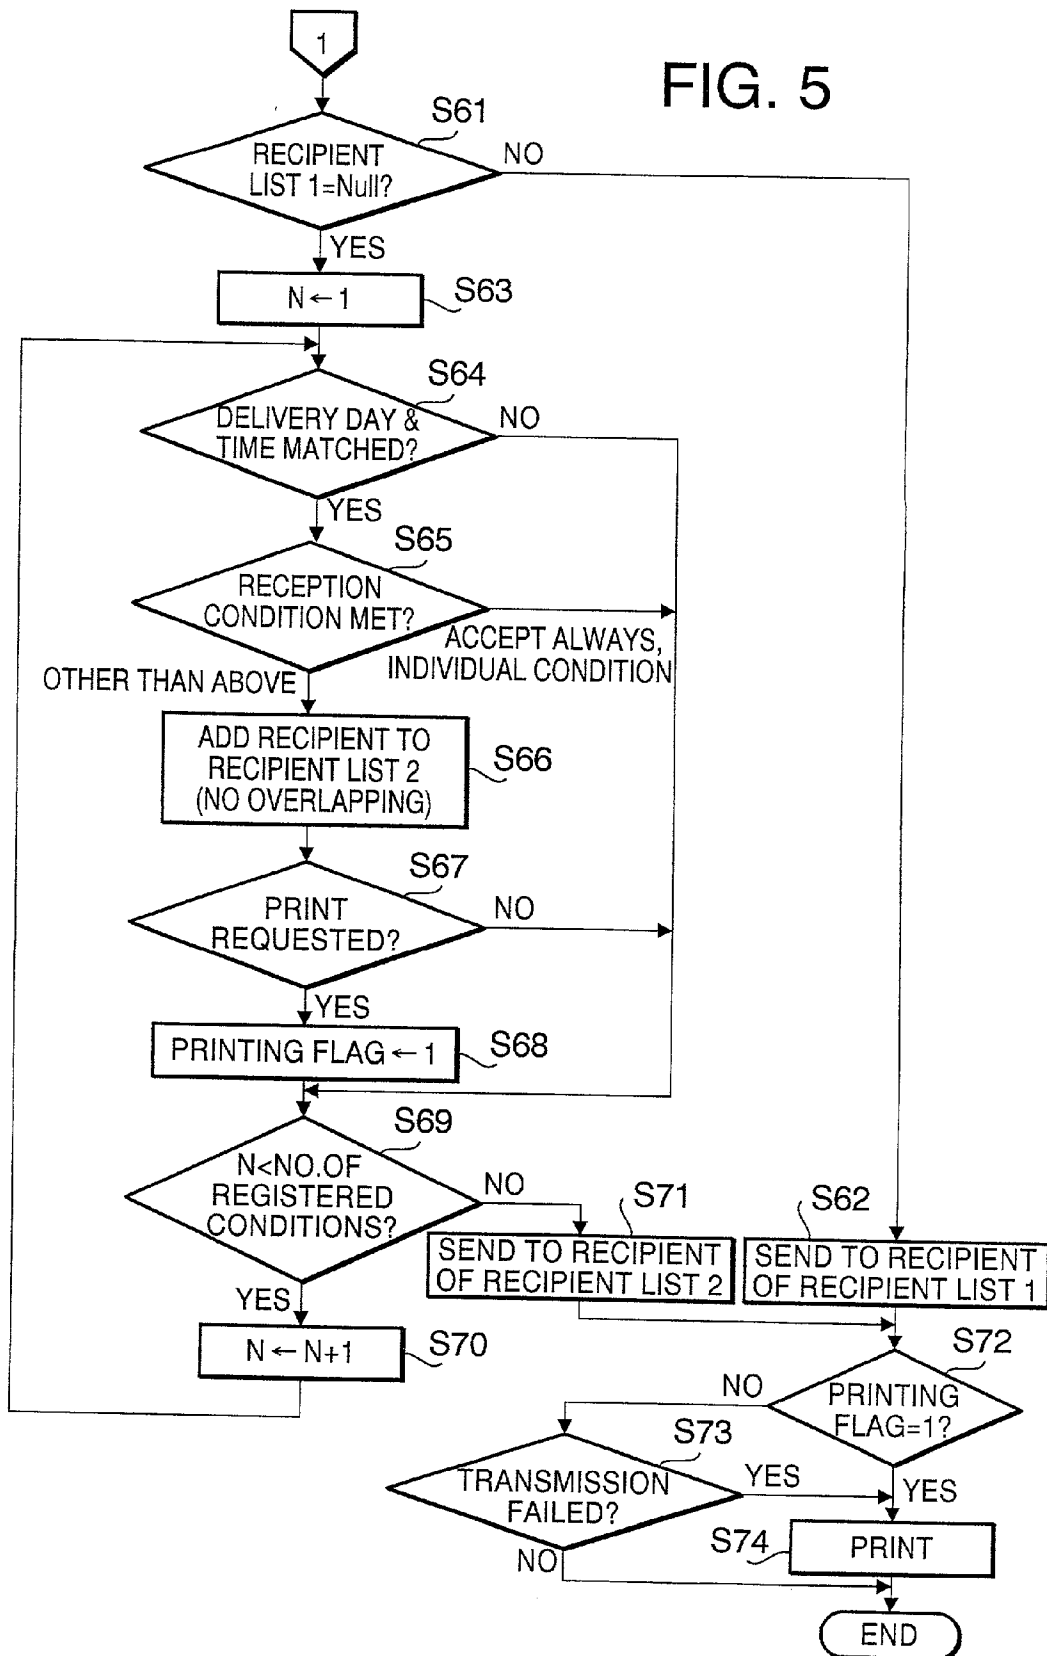 1
FIG. 5
S61
RECIPIENT
LIST 1=Null?
NO
YES
N←1
S63
S64
DELIVERY DAY &
TIME MATCHED?
NO
YES
S65
RECEPTION
CONDITION MET?
ACCEPT ALWAYS,
INDIVIDUAL CONDITION
OTHER THAN ABOVE
ADD RECIPIENT TO
RECIPIENT LIST 2
(NO OVERLAPPING)
S66
S67
PRINT
REQUESTED?
NO
YES
PRINTING FLAG ← 1
S68
S69
N<NO.OF
REGISTERED
CONDITIONS?
NO
YES
S71
SEND TO RECIPIENT
OF RECIPIENT LIST 2
S62
SEND TO RECIPIENT
OF RECIPIENT LIST 1
N ← N+1
S70
S72
PRINTING
FLAG=1?
NO
YES
S73
TRANSMISSION
FAILED?
YES
NO
S74
PRINT
END